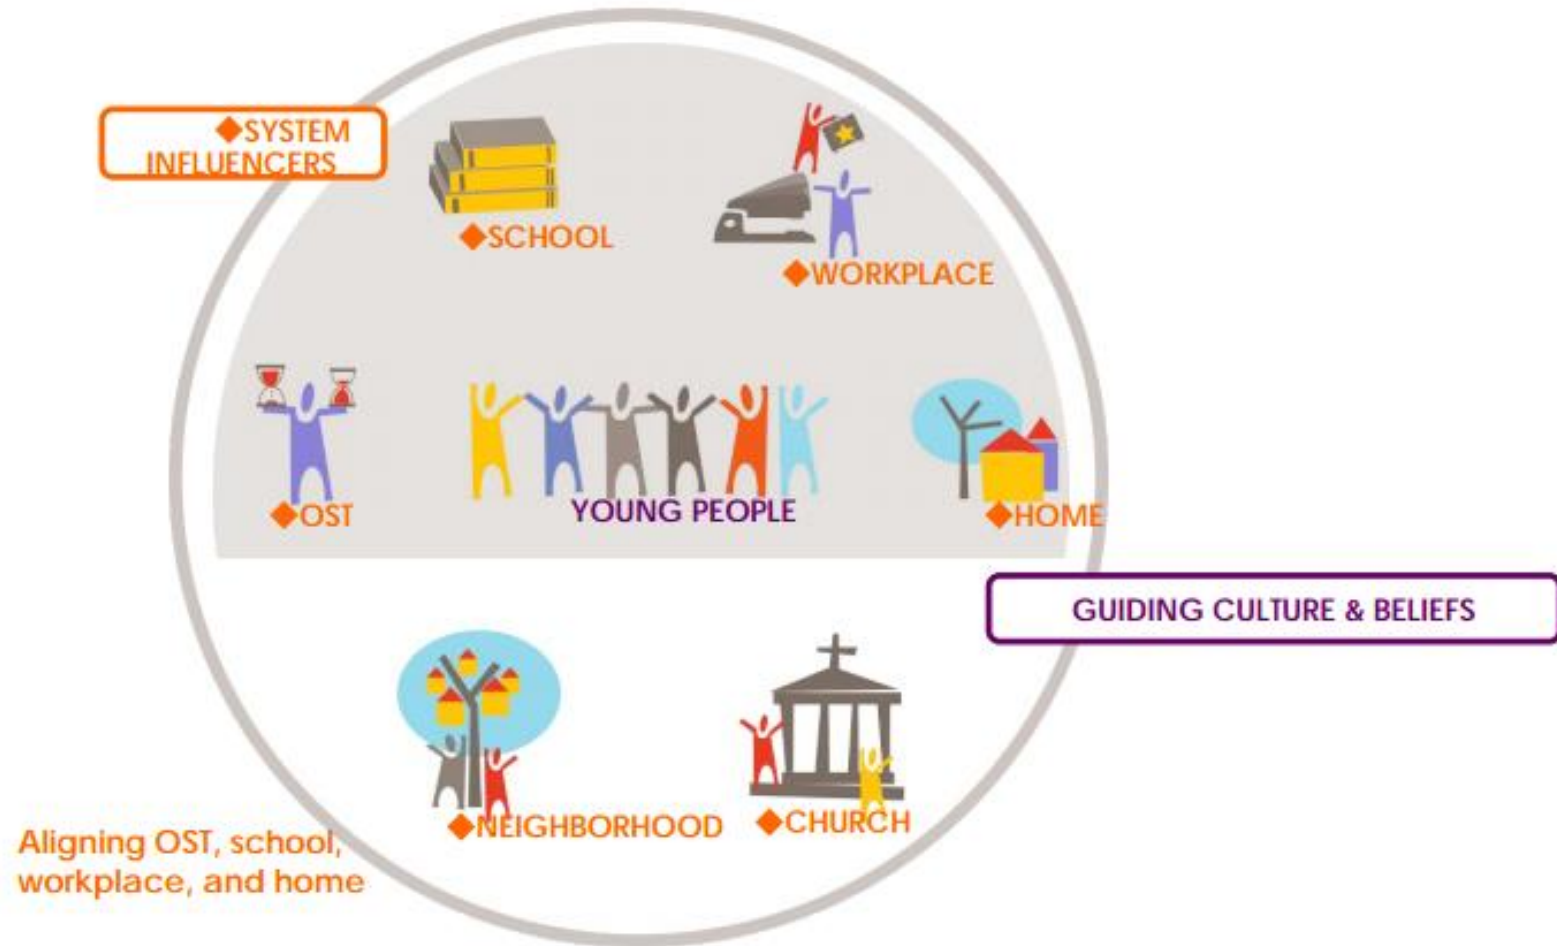 ◆SYSTEM
INFLUENCERS
◆SCHOOL
◆WORKPLACE
◆OST
YOUNG PEOPLE
◆HOME
GUIDING CULTURE & BELIEFS
◆NEIGHBORHOOD
◆CHURCH
Aligning OST, school,
workplace, and home